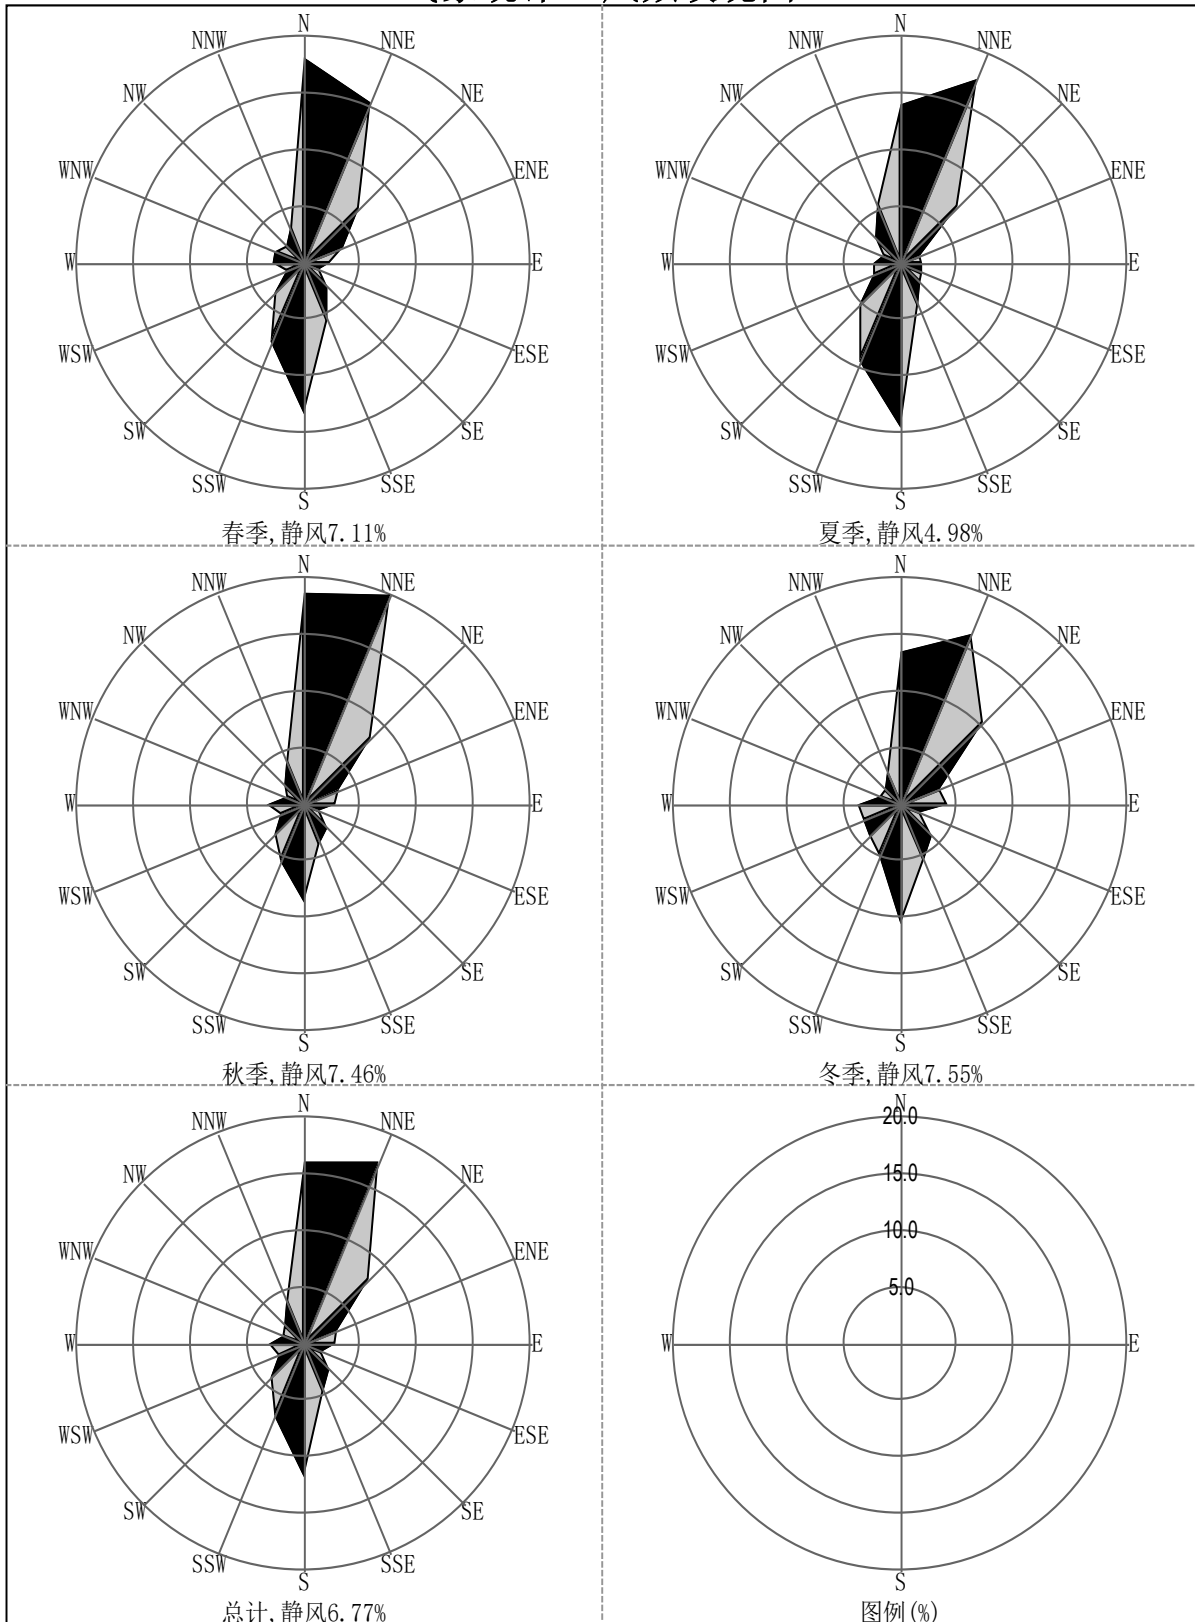 N
NNW NNE
NW NE
WNW ENE
W E
WSW ESE
SW SE
SSW SSE
S
春季,静风7.11%
N
NNW NNE
NW NE
WNW ENE
W E
WSW ESE
SW SE
SSW SSE
S
夏季,静风4.98%
N
NNW NNE
NW NE
WNW ENE
W E
WSW ESE
SW SE
SSW SSE
S
秋季,静风7.46%
N
NNW NNE
NW NE
WNW ENE
W E
WSW ESE
SW SE
SSW SSE
S
冬季,静风7.55%
N
NNW NNE
NW NE
WNW ENE
W E
WSW ESE
SW SE
SSW SSE
S
总计,静风6.77%
N
20.0
15.0
10.0
5.0
W E
S
图例(%)